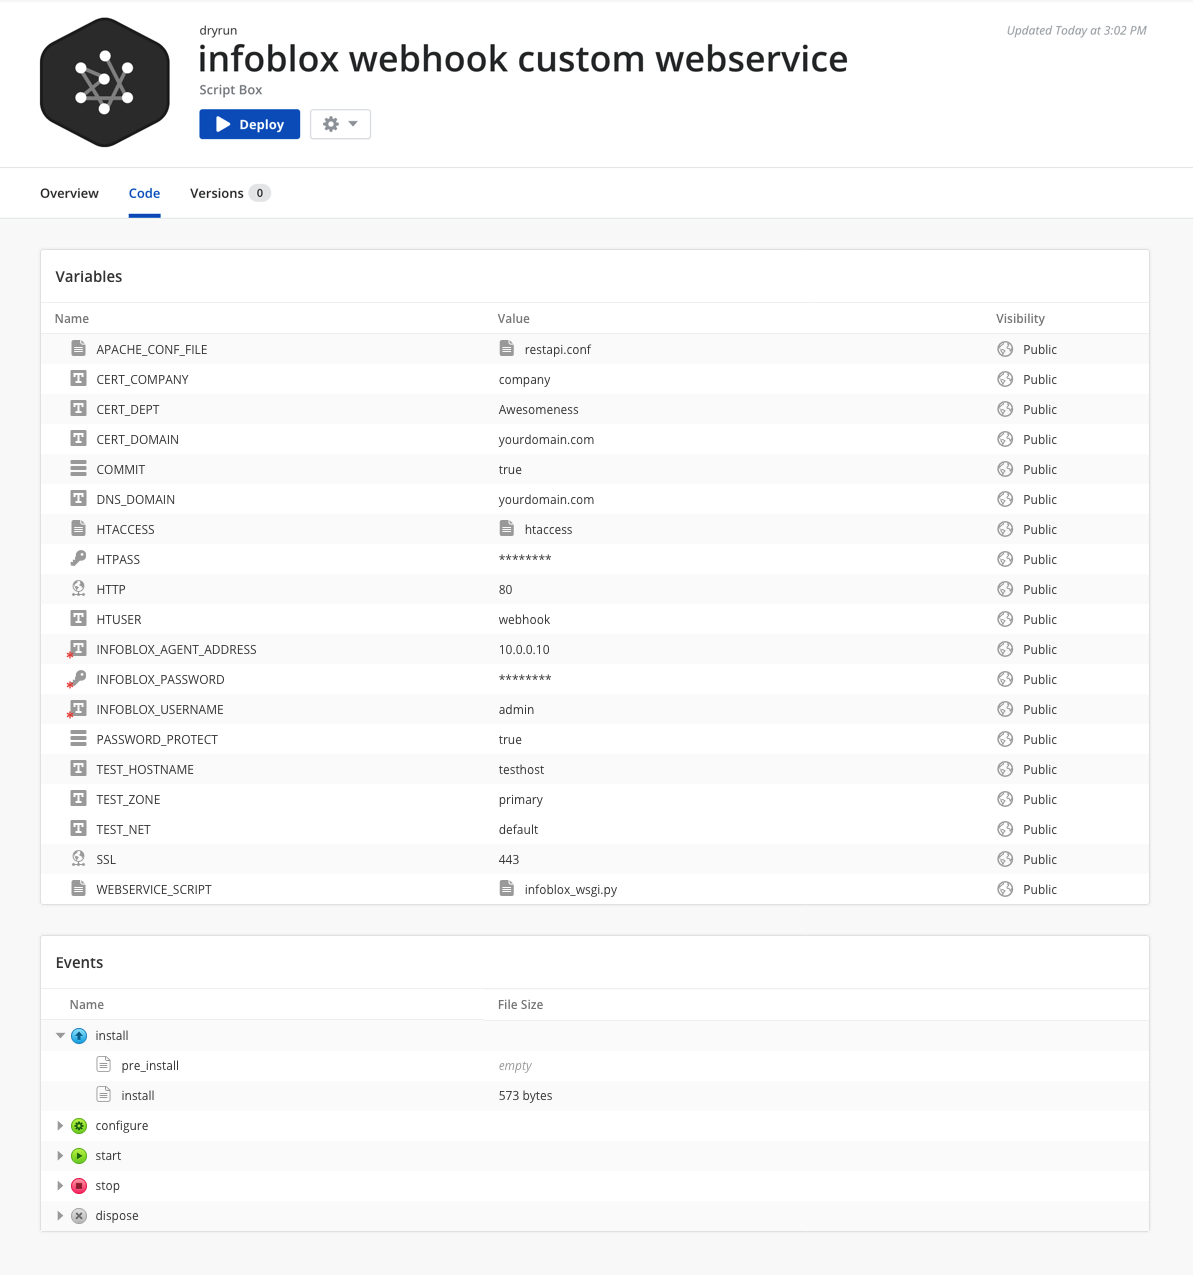 dryrun
Updated Today at 3:02 PM
infoblox webhook custom webservice
Script Box
Deploy
Overview Code Versions 0
Variables
Name Value Visibility
APACHE_CONF_FILE restapi.conf Public
CERT_COMPANY company Public
CERT_DEPT Awesomeness Public
CERT_DOMAIN yourdomain.com Public
COMMIT true Public
DNS_DOMAIN yourdomain.com Public
HTACCESS htaccess Public
HTPASS ******** Public
HTTP 80 Public
HTUSER webhook Public
INFOBLOX_AGENT_ADDRESS 10.0.0.10 Public
INFOBLOX_PASSWORD ******** Public
INFOBLOX_USERNAME admin Public
PASSWORD_PROTECT true Public
TEST_HOSTNAME testhost Public
TEST_ZONE primary Public
TEST_NET default Public
SSL 443 Public
WEBSERVICE_SCRIPT infoblox_wsgi.py Public
Events
Name File Size
install
pre_install empty
install 573 bytes
configure
start
stop
dispose